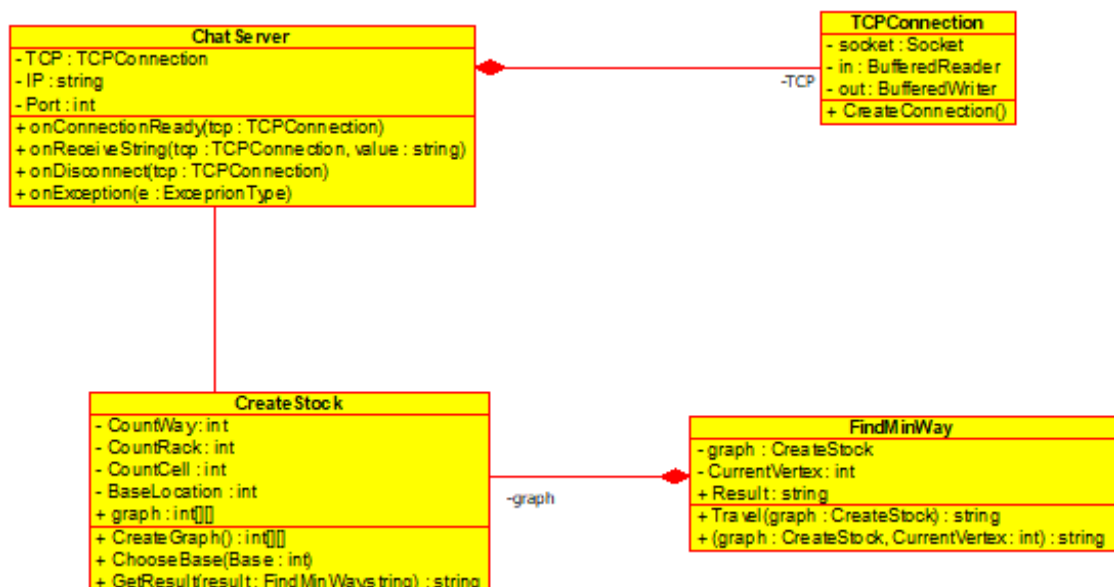 ChatServer
- TCP : TCPConnection
- IP : string
- Port : int
+ onConnectionReady(tcp : TCPConnection)
+ onReceiveString(tcp : TCPConnection, value : string)
+ onDisconnect(tcp : TCPConnection)
+ onException(e : ExceprionType)
-TCP
TCPConnection
- socket : Socket
- in : BufferedReader
- out : BufferedWriter
+ CreateConnection()
CreateStock
- CountWay: int
- CountRack : int
- CountCell : int
- BaseLocation : int
+ graph : int[][]
+ CreateGraph() : int[][]
+ ChooseBase(Base : int)
+ GetResult(result : FindMinWaystring) : string
-graph
FindMinWay
- graph : CreateStock
- CurrentVertex : int
+ Result : string
+ Travel(graph : CreateStock) : string
+ (graph : CreateStock, CurrentVertex : int) : string